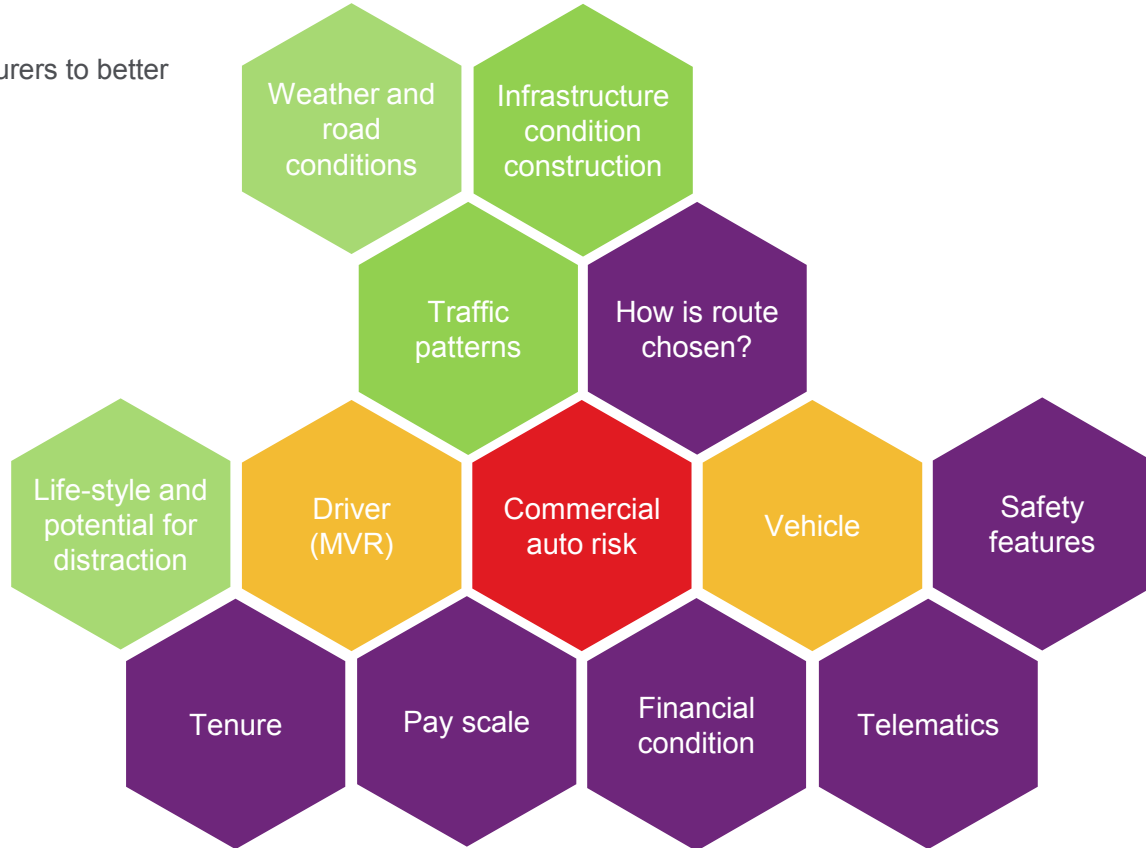 urers to better
Weather and
road
conditions
Infrastructure
condition
construction
Traffic
patterns
How is route
chosen?
Life-style and
potential for
distraction
Driver
(MVR)
Commercial
auto risk
Vehicle
Safety
features
Tenure
Pay scale
Financial
condition
Telematics